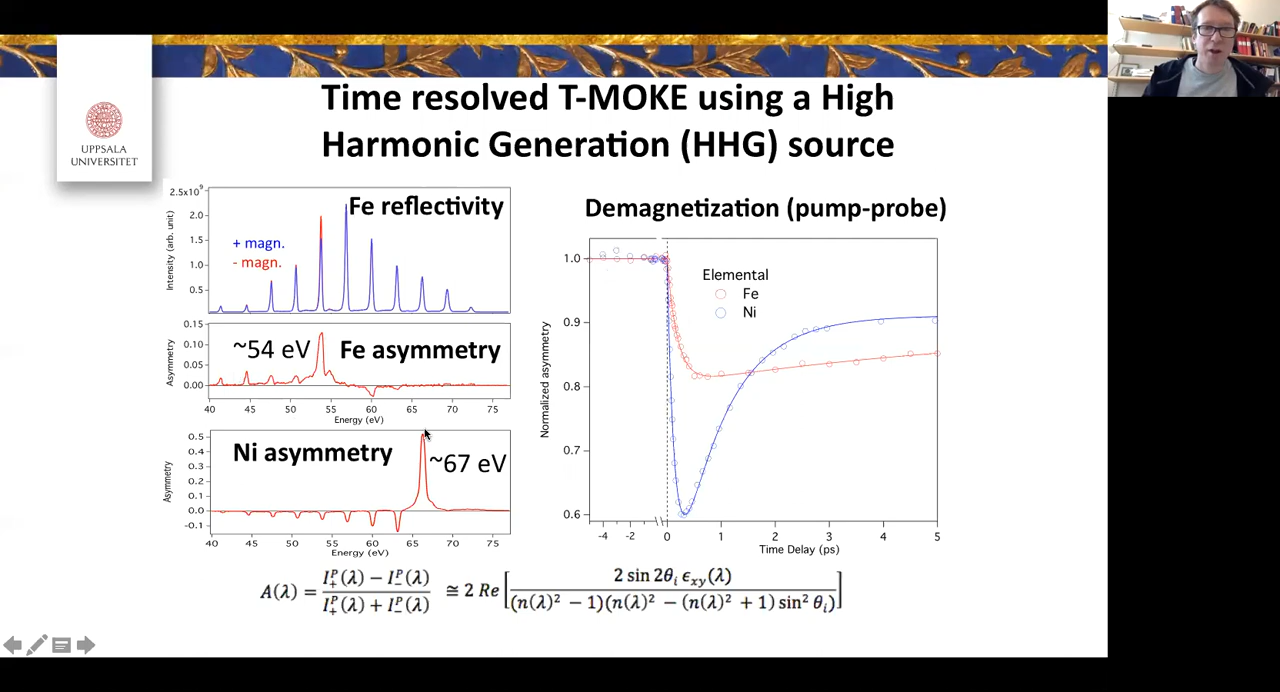 Time resolved T-MOKE using a High
Harmonic Generation (HHG) source
UPPSALA
UNIVERSITET
Fe reflectivity
+ magn.
- magn.
Intensity (arb. unit)
2.5x10⁹
2.0
1.5
1.0
0.5
~54 eV
Fe asymmetry
Asymmetry
0.15
0.10
0.05
0.00
40 45 50 55 60 65 70 75
Energy (eV)
Ni asymmetry
~67 eV
Asymmetry
0.5
0.4
0.3
0.2
0.1
0.0
-0.1
40 45 50 55 60 65 70 75
Energy (eV)
Demagnetization (pump-probe)
Elemental
Fe
Ni
Normalized asymmetry
1.0
0.9
0.8
0.7
0.6
-4 -2 0 1 2 3 4 5
Time Delay (ps)
A(λ) = (I₊ᴾ(λ) − I₋ᴾ(λ)) / (I₊ᴾ(λ) + I₋ᴾ(λ)) ≅ 2 Re [ 2 sin 2θᵢ ϵxy(λ) / (n(λ)² − 1)(n(λ)² − (n(λ)² + 1) sin² θᵢ) ]